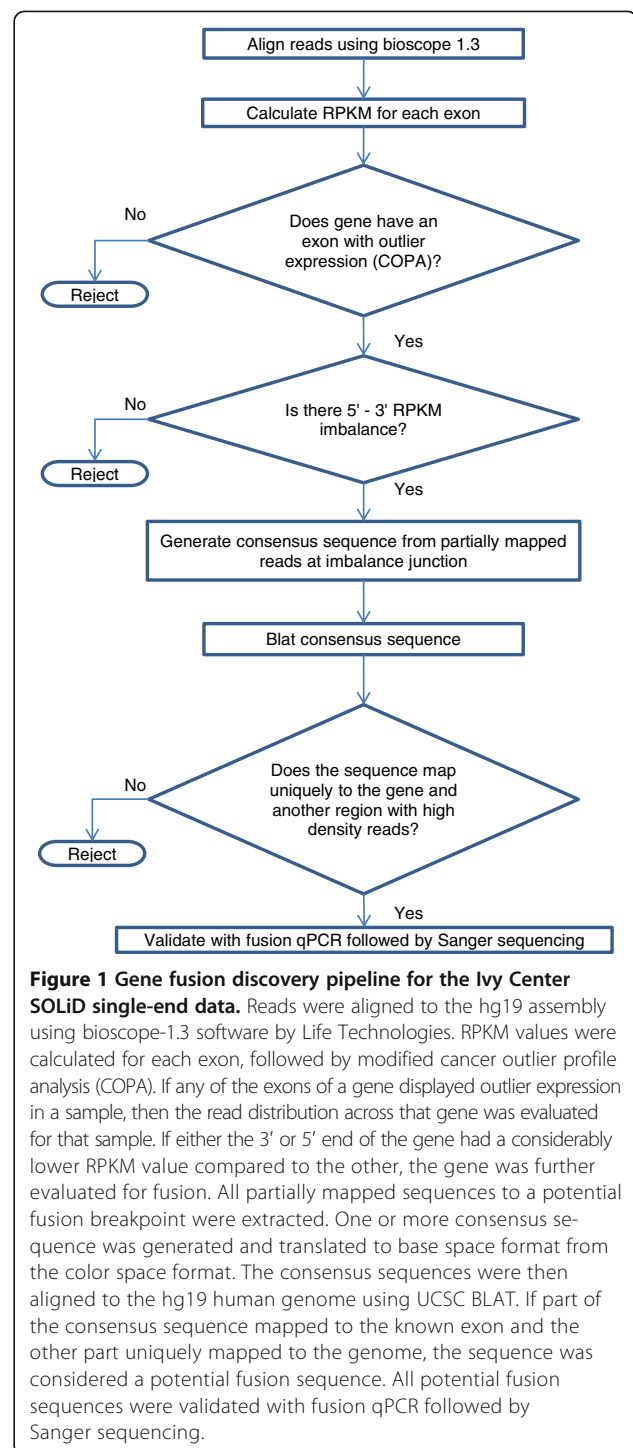 Align reads using bioscope 1.3
Calculate RPKM for each exon
No
Does gene have an
exon with outlier
expression (COPA)?
Reject
Yes
No
Is there 5' - 3' RPKM
imbalance?
Reject
Yes
Generate consensus sequence from partially mapped
reads at imbalance junction
Blat consensus sequence
No
Does the sequence map
uniquely to the gene and
another region with high
density reads?
Reject
Yes
Validate with fusion qPCR followed by Sanger sequencing
Figure 1 Gene fusion discovery pipeline for the Ivy Center
SOLiD single-end data. Reads were aligned to the hg19 assembly
using bioscope-1.3 software by Life Technologies. RPKM values were
calculated for each exon, followed by modified cancer outlier profile
analysis (COPA). If any of the exons of a gene displayed outlier expression
in a sample, then the read distribution across that gene was evaluated
for that sample. If either the 3′ or 5′ end of the gene had a considerably
lower RPKM value compared to the other, the gene was further
evaluated for fusion. All partially mapped sequences to a potential
fusion breakpoint were extracted. One or more consensus se-
quence was generated and translated to base space format from
the color space format. The consensus sequences were then
aligned to the hg19 human genome using UCSC BLAT. If part of
the consensus sequence mapped to the known exon and the
other part uniquely mapped to the genome, the sequence was
considered a potential fusion sequence. All potential fusion
sequences were validated with fusion qPCR followed by
Sanger sequencing.